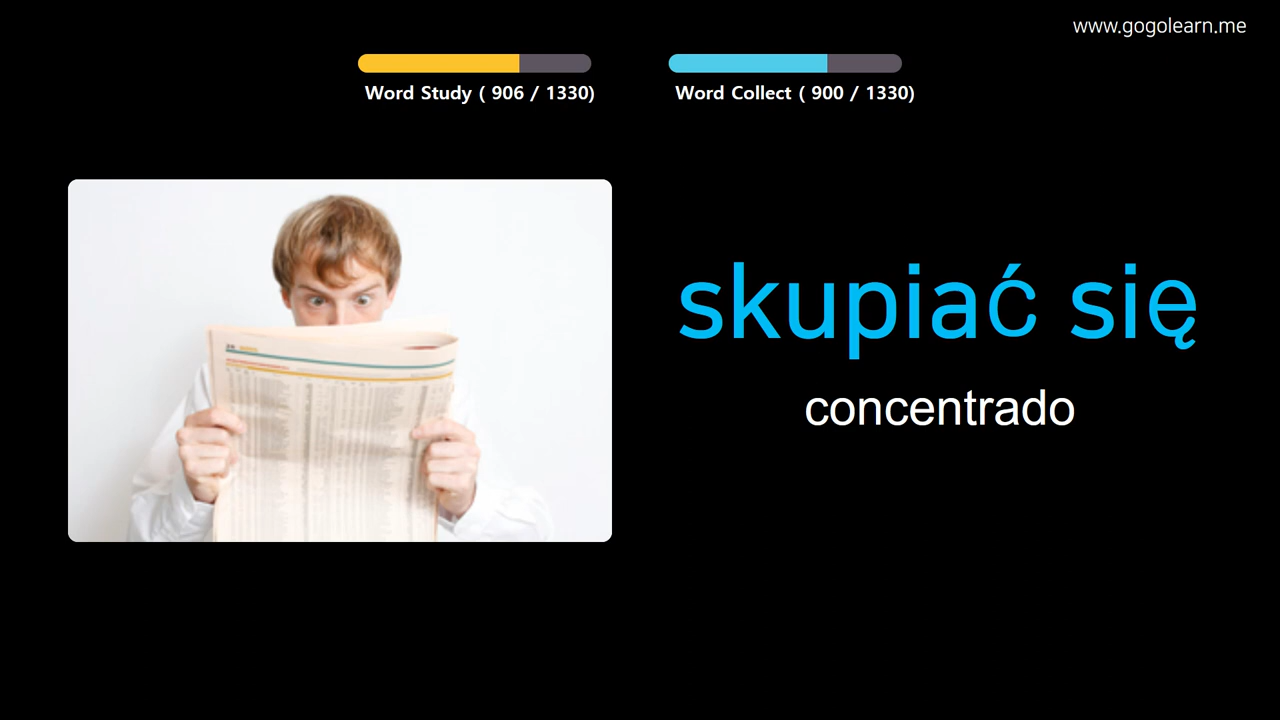 www.gogolearn.me
Word Study ( 906 / 1330)
Word Collect ( 900 / 1330)
skupiać się
concentrado